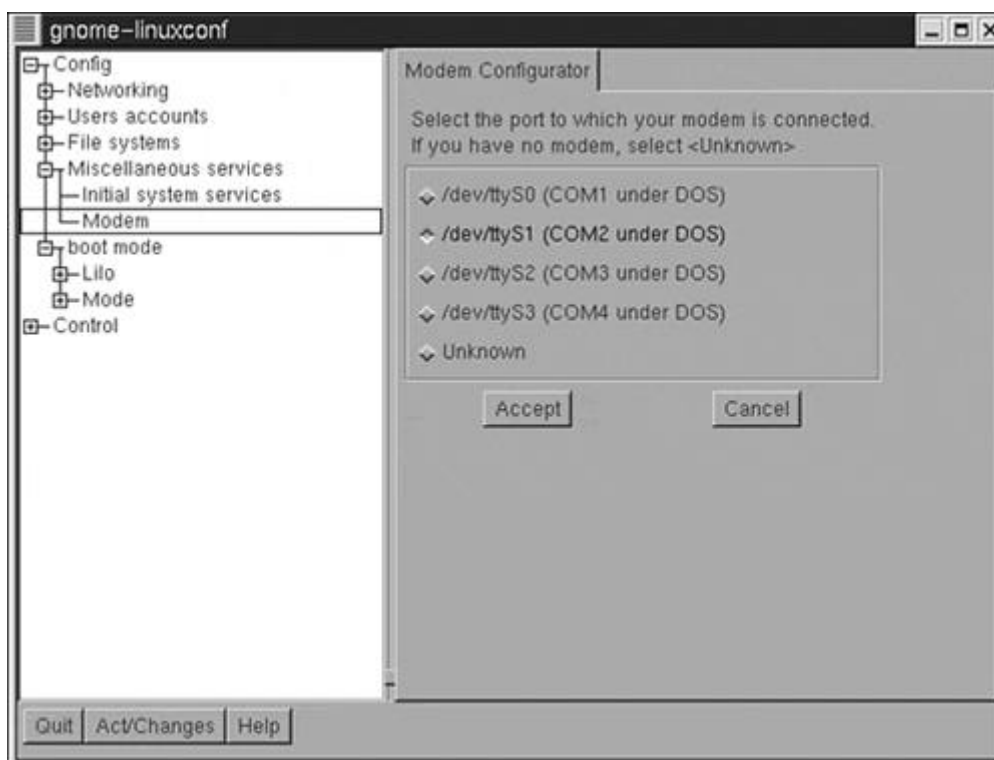 gnome-linuxconf
Config
Networking
Users accounts
File systems
Miscellaneous services
Initial system services
Modem
boot mode
Lilo
Mode
Control
Modem Configurator
Select the port to which your modem is connected.
If you have no modem, select <Unknown>
/dev/ttyS0 (COM1 under DOS)
/dev/ttyS1 (COM2 under DOS)
/dev/ttyS2 (COM3 under DOS)
/dev/ttyS3 (COM4 under DOS)
Unknown
Accept Cancel
Quit Act/Changes Help